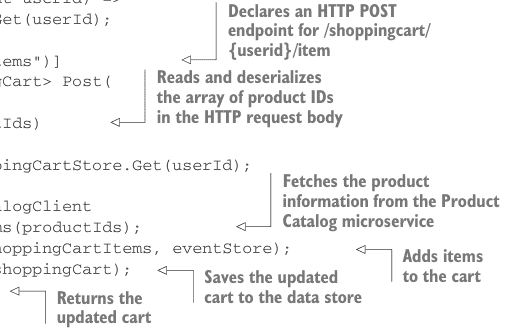 Get(userId);
Declares an HTTP POST
endpoint for /shoppingcart/
{userid}/item
ems")]
gCart> Post(
Reads and deserializes
the array of product IDs
in the HTTP request body
Ids)
pingCartStore.Get(userId);
Fetches the product
information from the Product
Catalog microservice
alogClient
ms(productIds);
hoppingCartItems, eventStore);
Adds items
to the cart
shoppingCart);
Saves the updated
cart to the data store
Returns the
updated cart